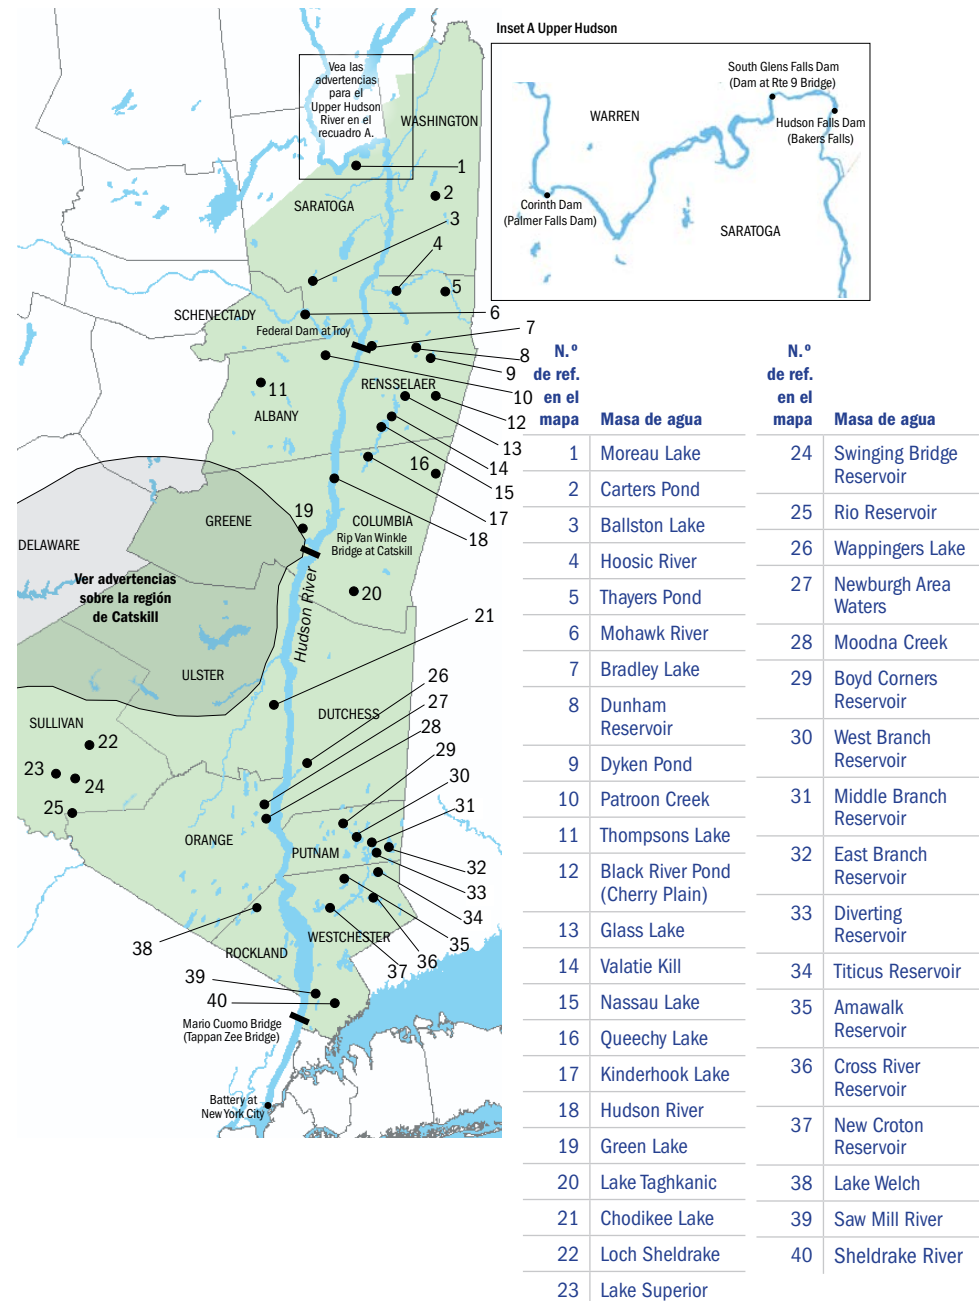 Inset A Upper Hudson
South Glens Falls Dam
(Dam at Rte 9 Bridge)
WARREN
Hudson Falls Dam
(Bakers Falls)
Corinth Dam
(Palmer Falls Dam)
SARATOGA
Vea las
advertencias
para el
Upper Hudson
River en el
recuadro A.
WASHINGTON
1
2
SARATOGA
3
4
5
SCHENECTADY
6
Federal Dam at Troy
7
8
9
RENSSELAER
10
11
ALBANY
12
13
14
16
15
17
19
GREENE
COLUMBIA
18
Rip Van Winkle
Bridge at Catskill
DELAWARE
Ver advertencias
sobre la región
de Catskill
Hudson River
20
21
ULSTER
26
27
DUTCHESS
SULLIVAN
28
22
29
23
24
30
25
31
ORANGE
PUTNAM
32
33
34
WESTCHESTER
38
ROCKLAND
35
36
37
39
40
Mario Cuomo Bridge
(Tappan Zee Bridge)
Battery at
New York City
N.º
de ref.
en el
mapa Masa de agua
1 Moreau Lake
2 Carters Pond
3 Ballston Lake
4 Hoosic River
5 Thayers Pond
6 Mohawk River
7 Bradley Lake
8 Dunham
Reservoir
9 Dyken Pond
10 Patroon Creek
11 Thompsons Lake
12 Black River Pond
(Cherry Plain)
13 Glass Lake
14 Valatie Kill
15 Nassau Lake
16 Queechy Lake
17 Kinderhook Lake
18 Hudson River
19 Green Lake
20 Lake Taghkanic
21 Chodikee Lake
22 Loch Sheldrake
23 Lake Superior
N.º
de ref.
en el
mapa Masa de agua
24 Swinging Bridge
Reservoir
25 Rio Reservoir
26 Wappingers Lake
27 Newburgh Area
Waters
28 Moodna Creek
29 Boyd Corners
Reservoir
30 West Branch
Reservoir
31 Middle Branch
Reservoir
32 East Branch
Reservoir
33 Diverting
Reservoir
34 Titicus Reservoir
35 Amawalk
Reservoir
36 Cross River
Reservoir
37 New Croton
Reservoir
38 Lake Welch
39 Saw Mill River
40 Sheldrake River